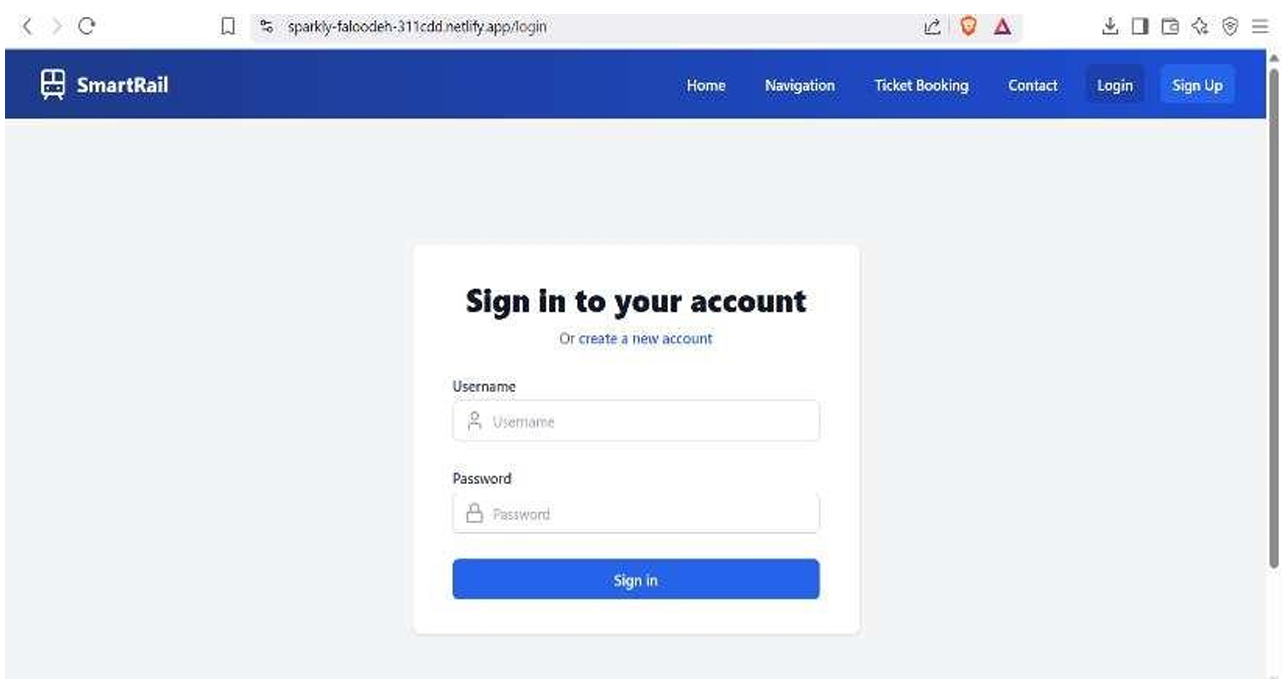 sparkly-faloodeh-311cdd.netlify.app/login
SmartRail Home Navigation Ticket Booking Contact Login Sign Up
Sign in to your account
Or create a new account
Username
Username
Password
Password
Sign in